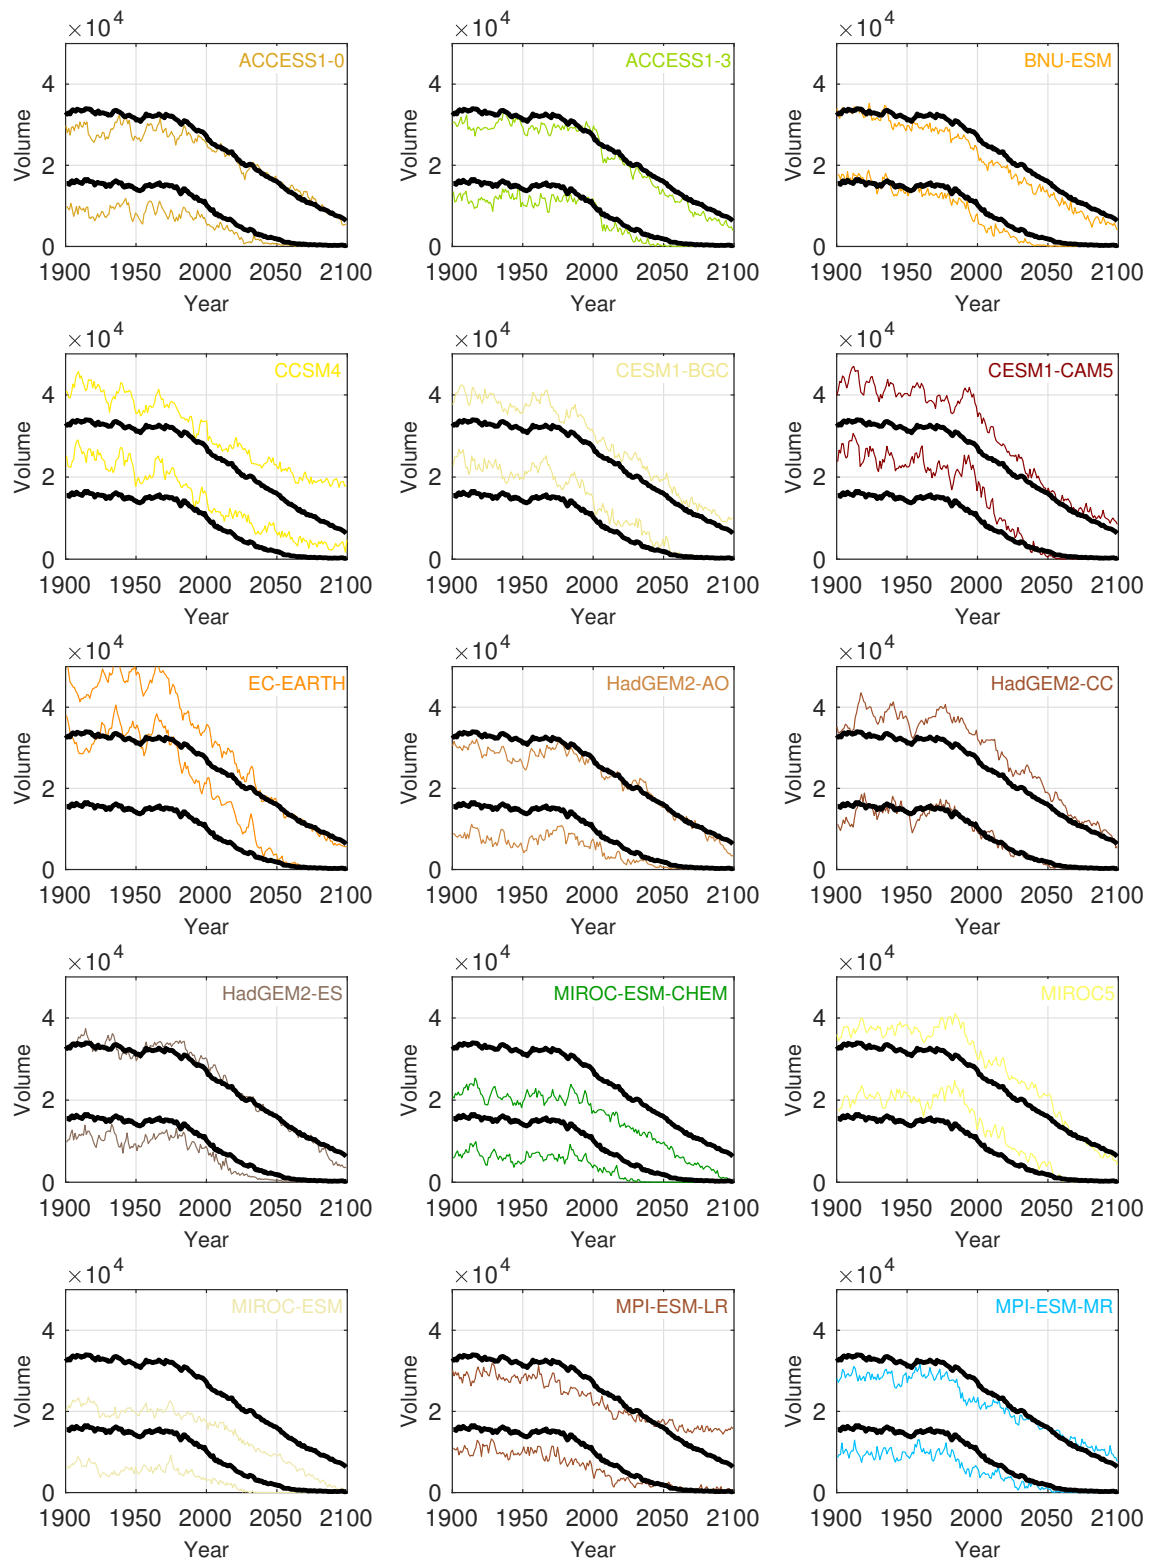 ×10^4 ×10^4 ×10^4
ACCESS1-0 ACCESS1-3 BNU-ESM
4 4 4
Volume Volume Volume
2 2 2
0 0 0
1900 1950 2000 2050 2100 1900 1950 2000 2050 2100 1900 1950 2000 2050 2100
Year Year Year
×10^4 ×10^4 ×10^4
CCSM4 CESM1-BGC CESM1-CAM5
4 4 4
Volume Volume Volume
2 2 2
0 0 0
1900 1950 2000 2050 2100 1900 1950 2000 2050 2100 1900 1950 2000 2050 2100
Year Year Year
×10^4 ×10^4 ×10^4
EC-EARTH HadGEM2-AO HadGEM2-CC
4 4 4
Volume Volume Volume
2 2 2
0 0 0
1900 1950 2000 2050 2100 1900 1950 2000 2050 2100 1900 1950 2000 2050 2100
Year Year Year
×10^4 ×10^4 ×10^4
HadGEM2-ES MIROC-ESM-CHEM MIROC5
4 4 4
Volume Volume Volume
2 2 2
0 0 0
1900 1950 2000 2050 2100 1900 1950 2000 2050 2100 1900 1950 2000 2050 2100
Year Year Year
×10^4 ×10^4 ×10^4
MIROC-ESM MPI-ESM-LR MPI-ESM-MR
4 4 4
Volume Volume Volume
2 2 2
0 0 0
1900 1950 2000 2050 2100 1900 1950 2000 2050 2100 1900 1950 2000 2050 2100
Year Year Year